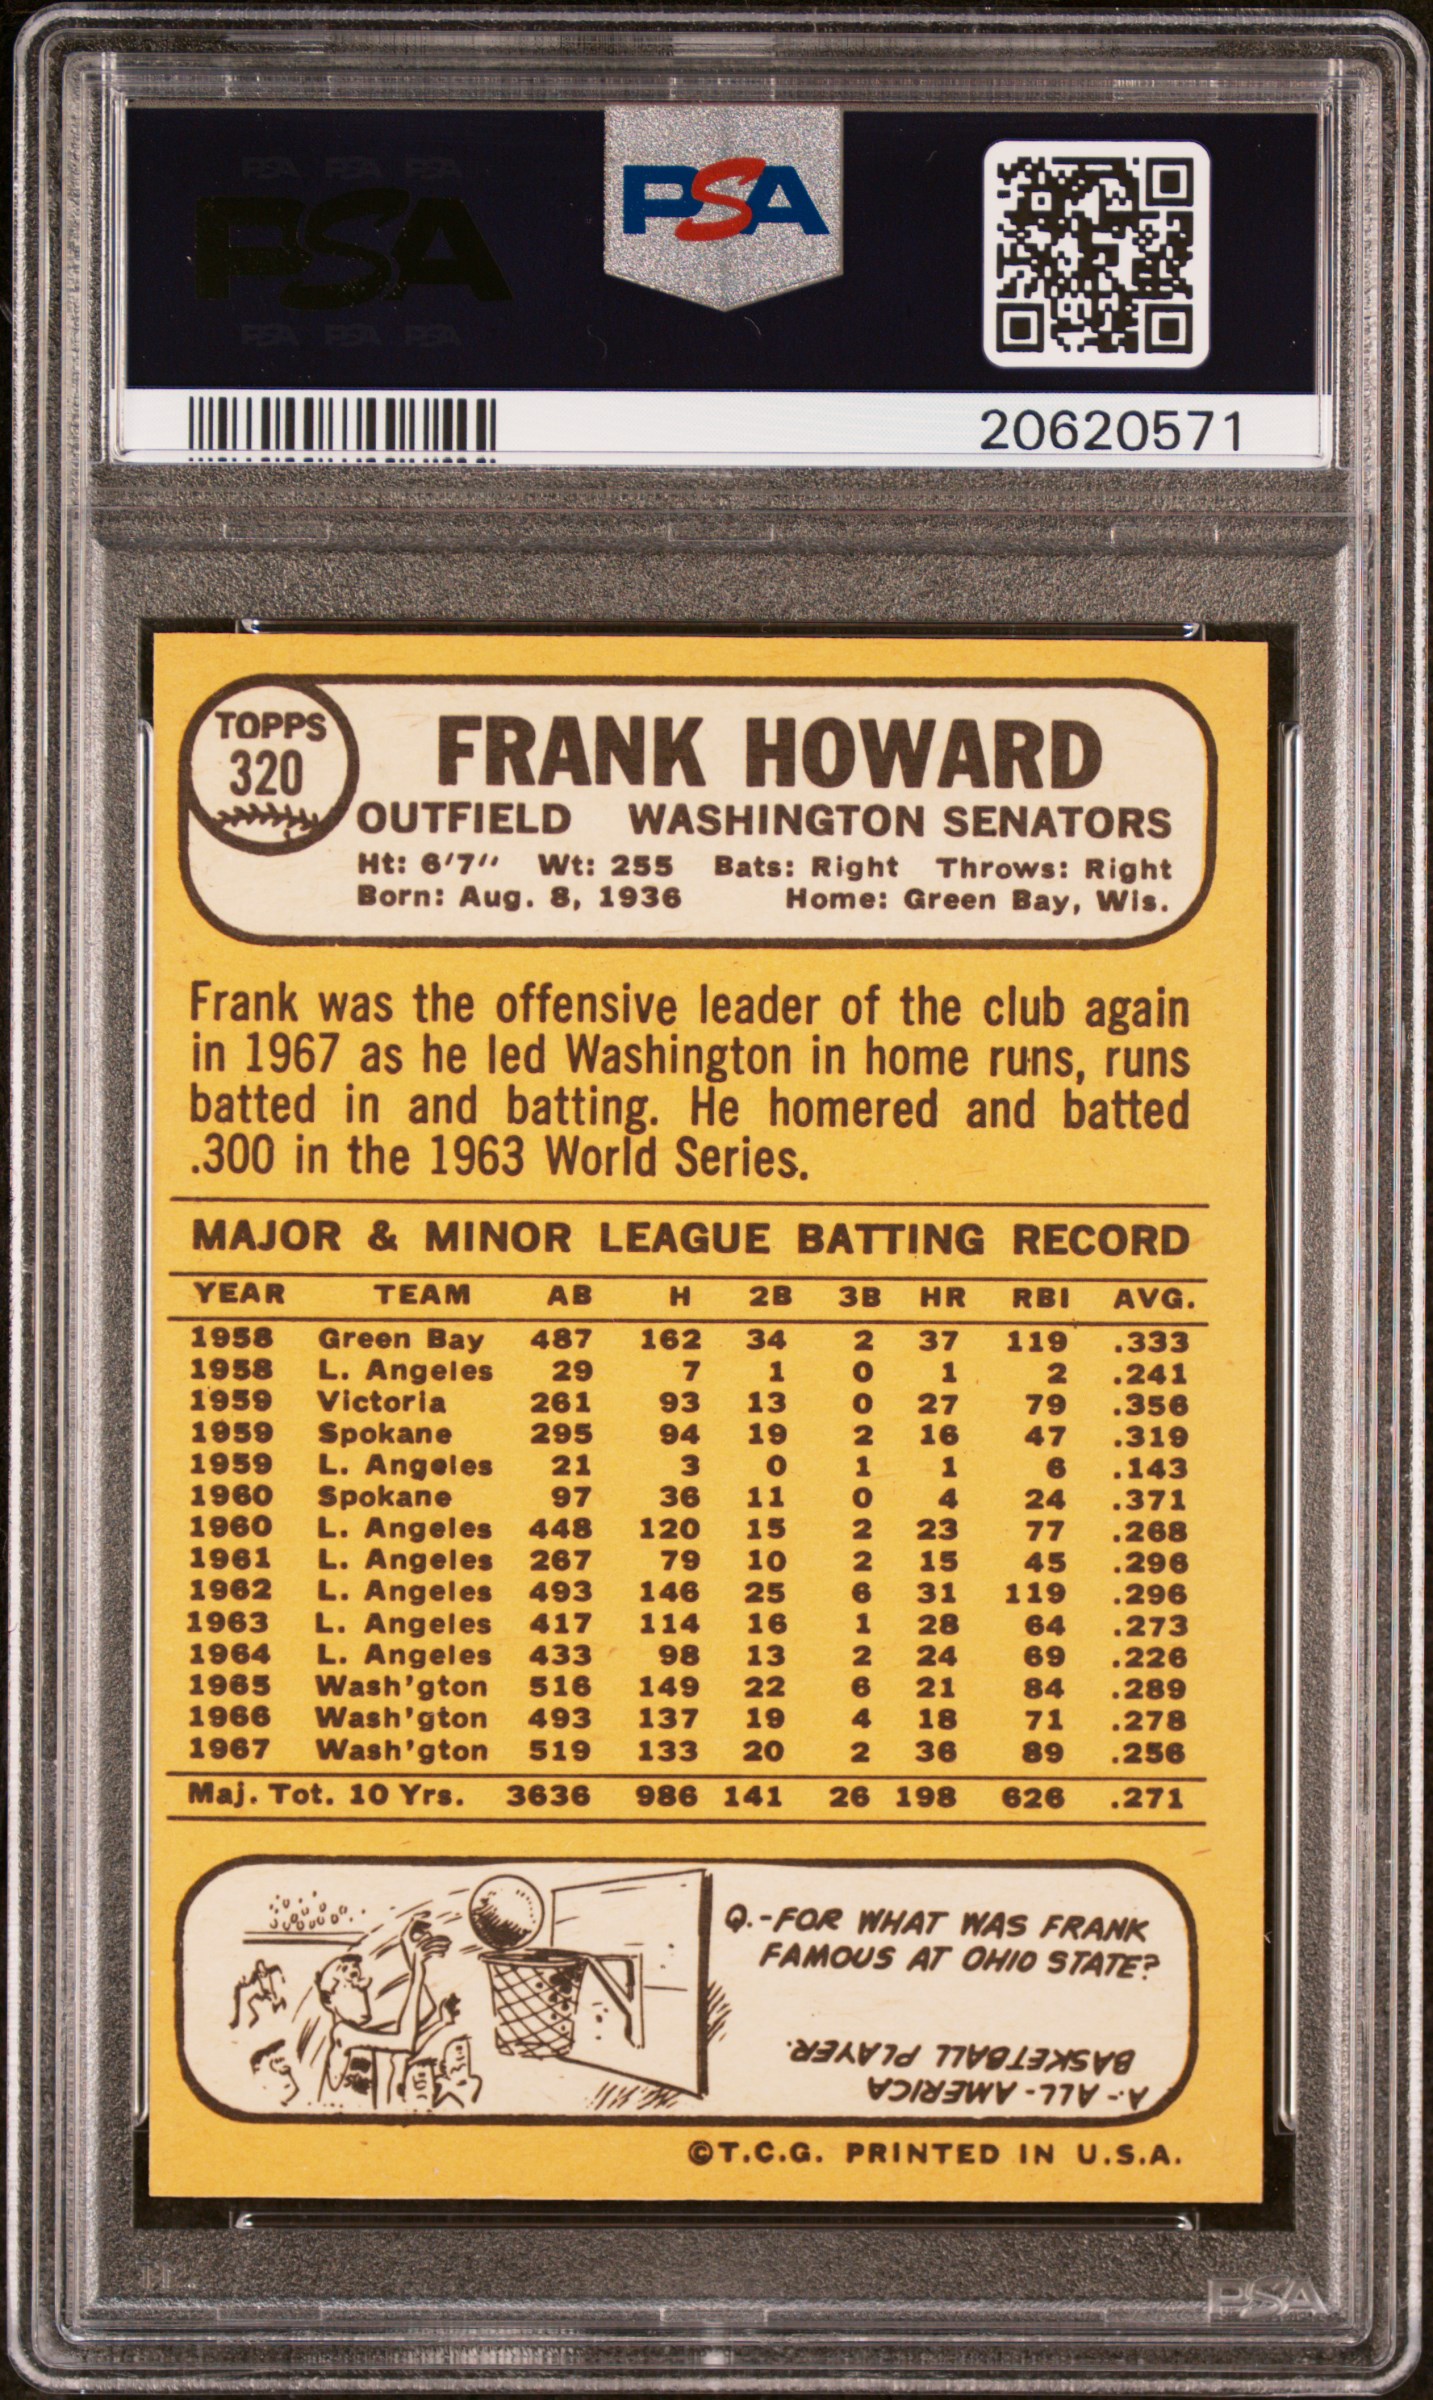 PSA PSA PSA
PSA
PSA PSA PSA
PSA
20620571
TOPPS
320
FRANK HOWARD
OUTFIELD WASHINGTON SENATORS
Ht: 6'7" Wt: 255 Bats: Right Throws: Right
Born: Aug. 8, 1936 Home: Green Bay, Wis.
Frank was the offensive leader of the club again
in 1967 as he led Washington in home runs, runs
batted in and batting. He homered and batted
.300 in the 1963 World Series.
MAJOR & MINOR LEAGUE BATTING RECORD
YEAR TEAM AB H 2B 3B HR RBI AVG.
1958 Green Bay 487 162 34 2 37 119 .333
1958 L. Angeles 29 7 1 0 1 2 .241
1959 Victoria 261 93 13 0 27 79 .356
1959 Spokane 295 94 19 2 16 47 .319
1959 L. Angeles 21 3 0 1 1 6 .143
1960 Spokane 97 36 11 0 4 24 .371
1960 L. Angeles 448 120 15 2 23 77 .268
1961 L. Angeles 267 79 10 2 15 45 .296
1962 L. Angeles 493 146 25 6 31 119 .296
1963 L. Angeles 417 114 16 1 28 64 .273
1964 L. Angeles 433 98 13 2 24 69 .226
1965 Wash'gton 516 149 22 6 21 84 .289
1966 Wash'gton 493 137 19 4 18 71 .278
1967 Wash'gton 519 133 20 2 36 89 .256
Maj. Tot. 10 Yrs. 3636 986 141 26 198 626 .271
Q.-FOR WHAT WAS FRANK
FAMOUS AT OHIO STATE?
A.-ALL-AMERICA
BASKETBALL PLAYER.
©T.C.G. PRINTED IN U.S.A.
PSA